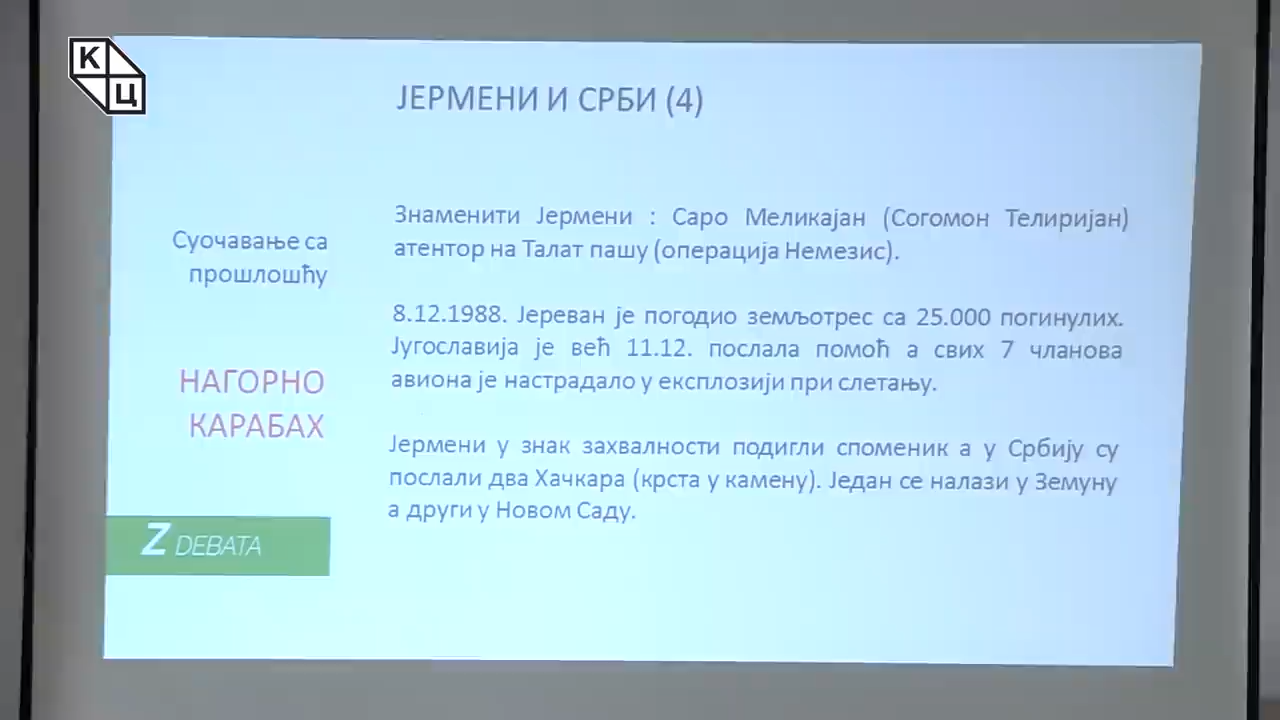 К
Ц
ЈЕРМЕНИ И СРБИ (4)
Суочавање са
прошлошћу
НАГОРНО
КАРАБАХ
Z DEBATA
Знаменити Јермени : Саро Меликајан (Согомон Телиријан)
атентор на Талат пашу (операција Немезис).
8.12.1988. Јереван је погодио земљотрес са 25.000 погинулих.
Југославија је већ 11.12. послала помоћ а свих 7 чланова
авиона је настрадало у експлозији при слетању.
Јермени у знак захвалности подигли споменик а у Србију су
послали два Хачкара (крста у камену). Један се налази у Земуну
а други у Новом Саду.